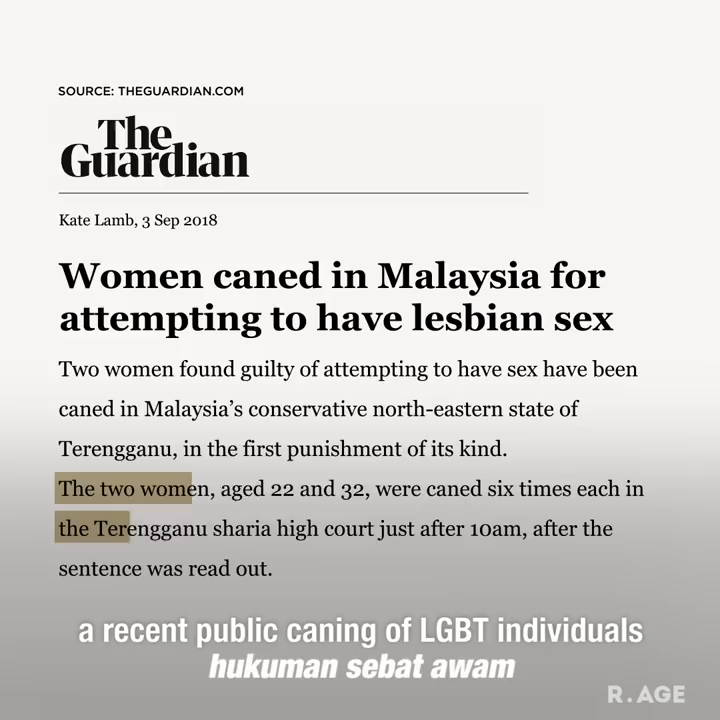 SOURCE: THEGUARDIAN.COM
The
Guardian
Kate Lamb, 3 Sep 2018
Women caned in Malaysia for
attempting to have lesbian sex
Two women found guilty of attempting to have sex have been
caned in Malaysia’s conservative north-eastern state of
Terengganu, in the first punishment of its kind.
The two women, aged 22 and 32, were caned six times each in
the Terengganu sharia high court just after 10am, after the
sentence was read out.
a recent public caning of LGBT individuals
hukuman sebat awam
R.AGE